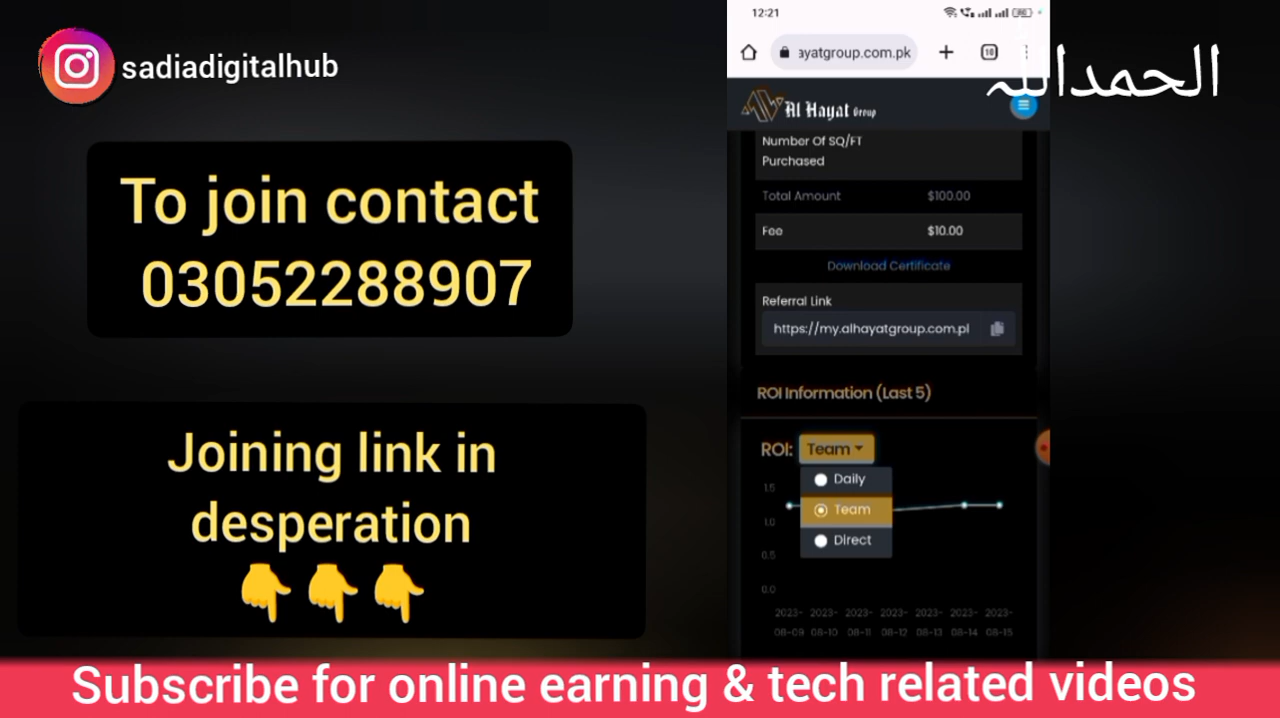 sadiadigitalhub
To join contact
03052288907
Joining link in
desperation
👇👇👇
12:21
ayatgroup.com.pk
10
الحمداللہ
Al Hayat Group
Number Of SQ/FT
Purchased
Total Amount $100.00
Fee $10.00
Download Certificate
Referral Link
https://my.alhayatgroup.com.pl
ROI Information (Last 5)
ROI: Team
Daily
Team
Direct
1.5
1.0
0.5
0.0
2023- 2023- 2023- 2023- 2023- 2023- 2023-
08-09 08-10 08-11 08-12 08-13 08-14 08-15
Subscribe for online earning & tech related videos